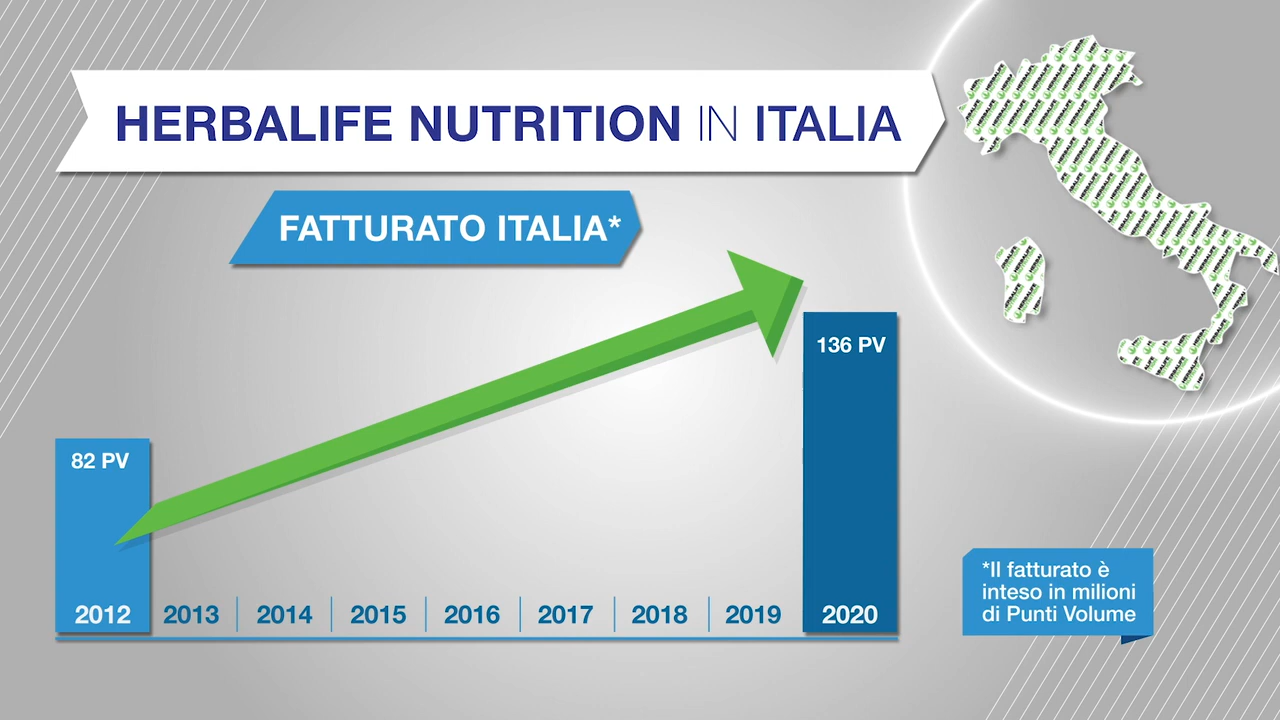 HERBALIFE NUTRITION IN ITALIA
FATTURATO ITALIA*
136 PV
82 PV
2012 2013 2014 2015 2016 2017 2018 2019 2020
*Il fatturato è
inteso in milioni
di Punti Volume